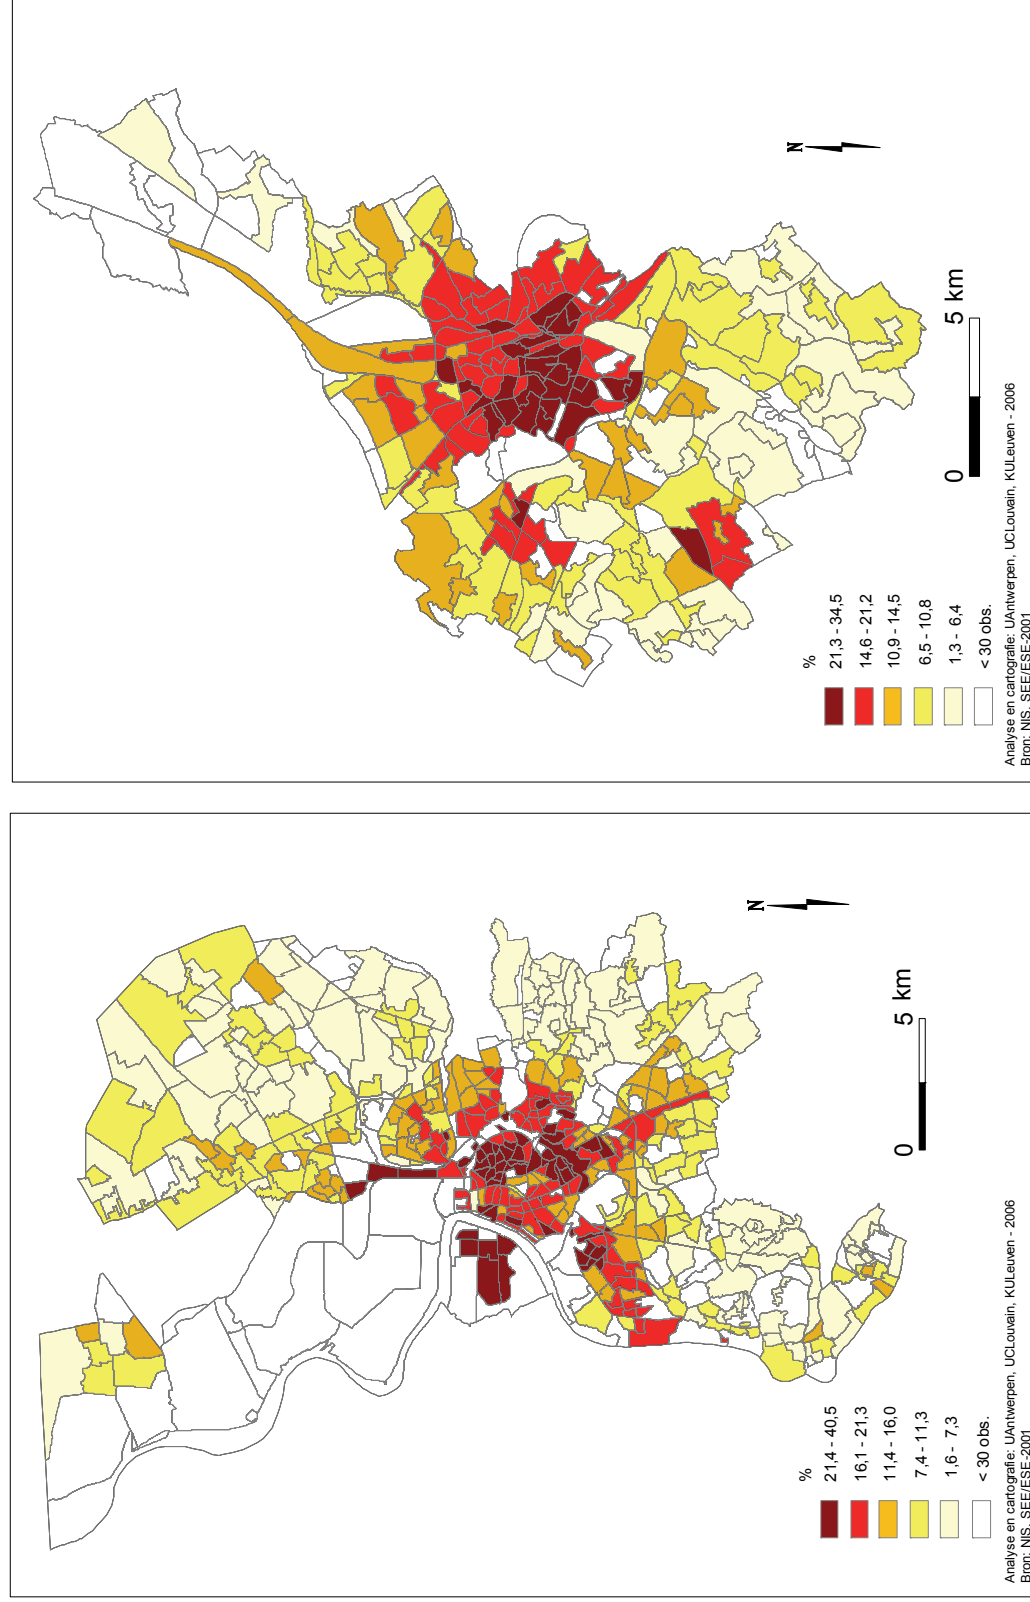 N
0 5 km
%
21,3 - 34,5
14,6 - 21,2
10,9 - 14,5
6,5 - 10,8
1,3 - 6,4
< 30 obs.
Analyse en cartografie: UAntwerpen, UCLouvain, KULeuven - 2006
Bron: NIS, SEE/ESE-2001
N
0 5 km
%
21,4 - 40,5
16,1 - 21,3
11,4 - 16,0
7,4 - 11,3
1,6 - 7,3
< 30 obs.
Analyse en cartografie: UAntwerpen, UCLouvain, KULeuven - 2006
Bron: NIS, SEE/ESE-2001